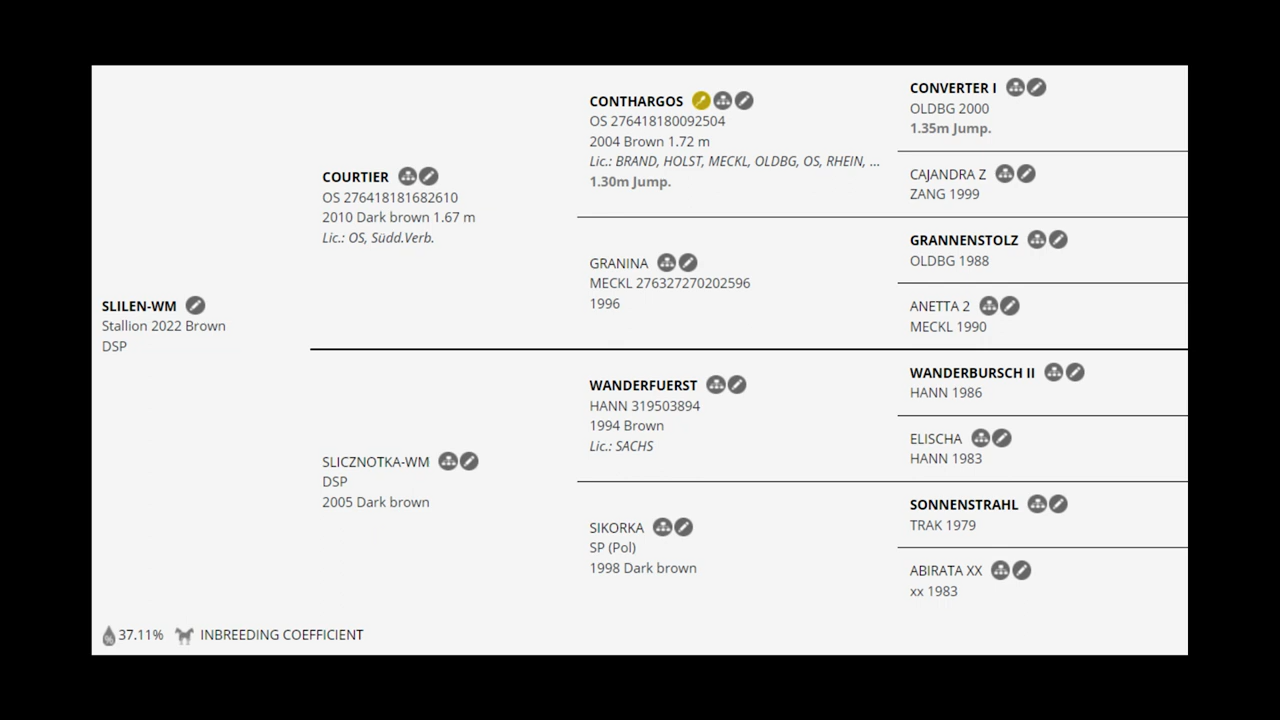 SLILEN-WM
Stallion 2022 Brown
DSP
COURTIER
OS 276418181682610
2010 Dark brown 1.67 m
Lic.: OS, Südd.Verb.
SLICZNOTKA-WM
DSP
2005 Dark brown
CONTHARGOS
OS 276418180092504
2004 Brown 1.72 m
Lic.: BRAND, HOLST, MECKL, OLDBG, OS, RHEIN, ...
1.30m Jump.
GRANINA
MECKL 276327270202596
1996
WANDERFUERST
HANN 319503894
1994 Brown
Lic.: SACHS
SIKORKA
SP (Pol)
1998 Dark brown
CONVERTER I
OLDBG 2000
1.35m Jump.
CAJANDRA Z
ZANG 1999
GRANNENSTOLZ
OLDBG 1988
ANETTA 2
MECKL 1990
WANDERBURSCH II
HANN 1986
ELISCHA
HANN 1983
SONNENSTRAHL
TRAK 1979
ABIRATA XX
xx 1983
37.11% INBREEDING COEFFICIENT